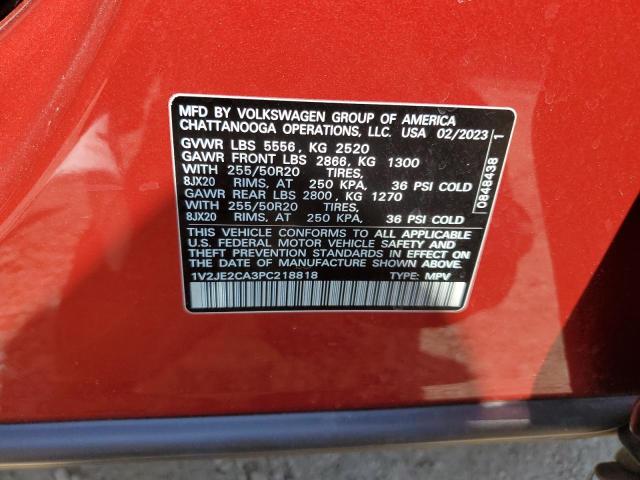 MFD BY VOLKSWAGEN GROUP OF AMERICA
CHATTANOOGA OPERATIONS, LLC. USA 02/2023
GVWR LBS 5556, KG 2520
GAWR FRONT LBS 2866, KG 1300
WITH 255/50R20 TIRES,
8JX20 RIMS, AT 250 KPA, 36 PSI COLD
GAWR REAR LBS 2800, KG 1270
WITH 255/50R20 TIRES,
8JX20 RIMS, AT 250 KPA, 36 PSI COLD
THIS VEHICLE CONFORMS TO ALL APPLICABLE
U.S. FEDERAL MOTOR VEHICLE SAFETY AND
THEFT PREVENTION STANDARDS IN EFFECT ON
THE DATE OF MANUFACTURE SHOWN ABOVE.
1V2JE2CA3PC218818 TYPE: MPV
0848438 1